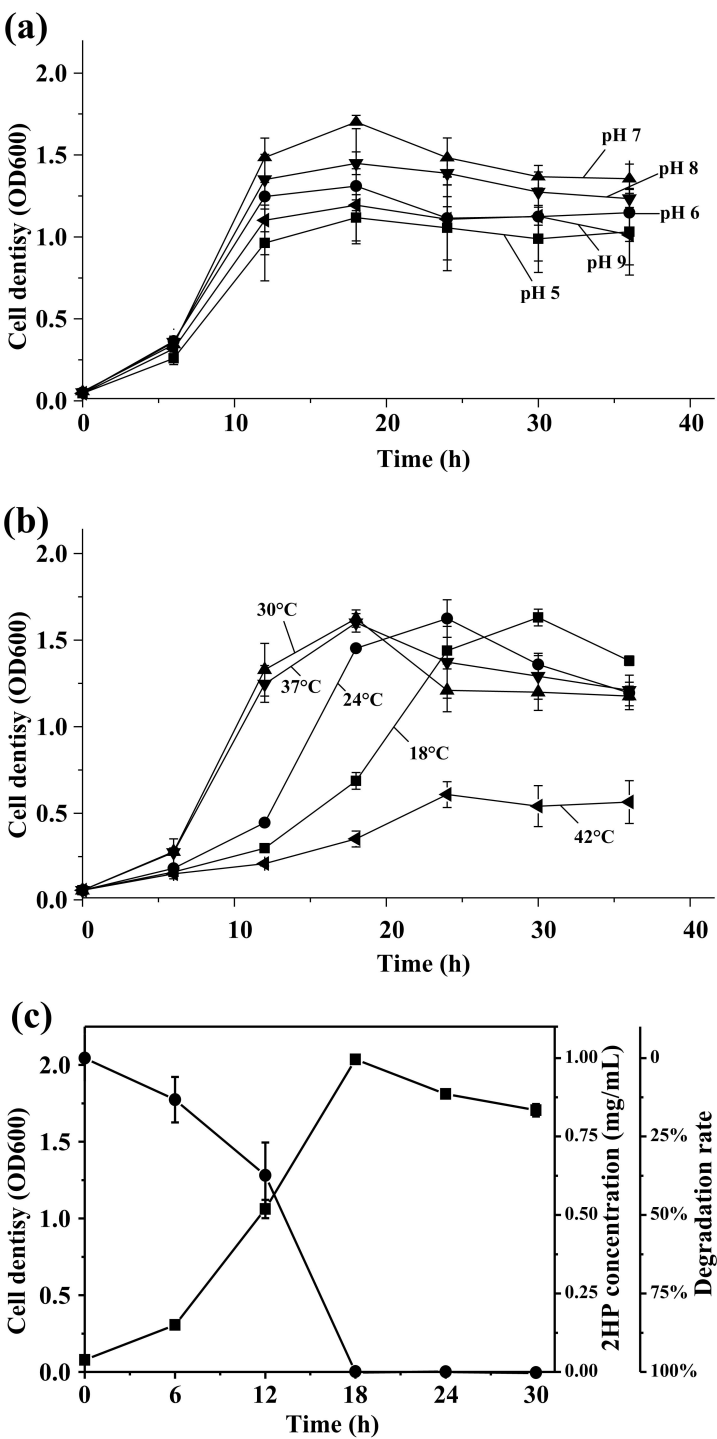 (a)
2.0
1.5
1.0
0.5
0.0
Cell dentisy (OD600)
pH 7
pH 8
pH 6
pH 9
pH 5
0 10 20 30 40
Time (h)
(b)
2.0
1.5
1.0
0.5
0.0
Cell dentisy (OD600)
30°C
37°C
24°C
18°C
42°C
0 10 20 30 40
Time (h)
(c)
2.0
1.5
1.0
0.5
0.0
Cell dentisy (OD600)
1.00
0.75
0.50
0.25
0.00
2HP concentration (mg/mL)
0
25%
50%
75%
100%
Degradation rate
0 6 12 18 24 30
Time (h)